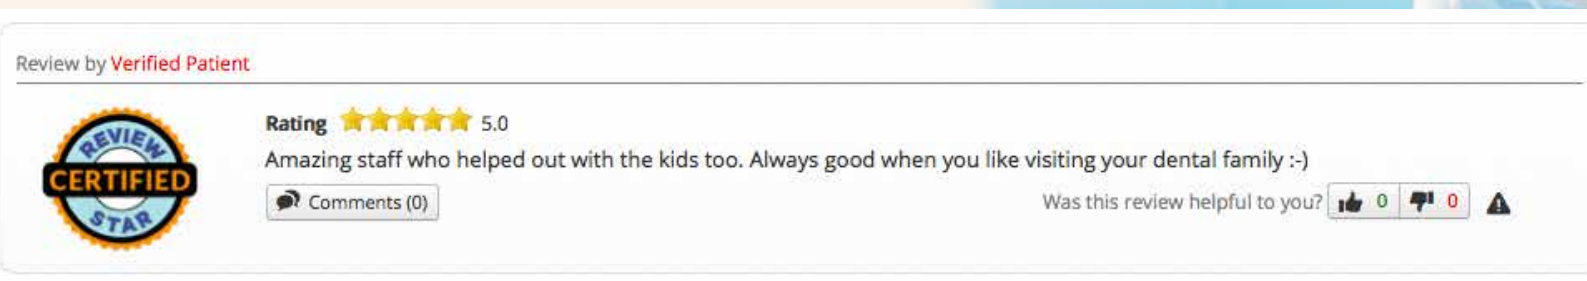 Review by Verified Patient
REVIEW
CERTIFIED
STAR
Rating 5.0
Amazing staff who helped out with the kids too. Always good when you like visiting your dental family :-)
Comments (0)
Was this review helpful to you? 0 0